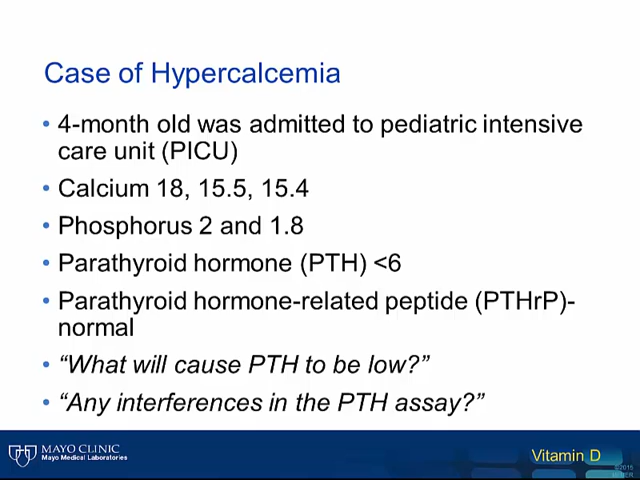 Case of Hypercalcemia
• 4-month old was admitted to pediatric intensive
care unit (PICU)
• Calcium 18, 15.5, 15.4
• Phosphorus 2 and 1.8
• Parathyroid hormone (PTH) <6
• Parathyroid hormone-related peptide (PTHrP)-
normal
• “What will cause PTH to be low?”
• “Any interferences in the PTH assay?”
MAYO CLINIC
Mayo Medical Laboratories
Vitamin D